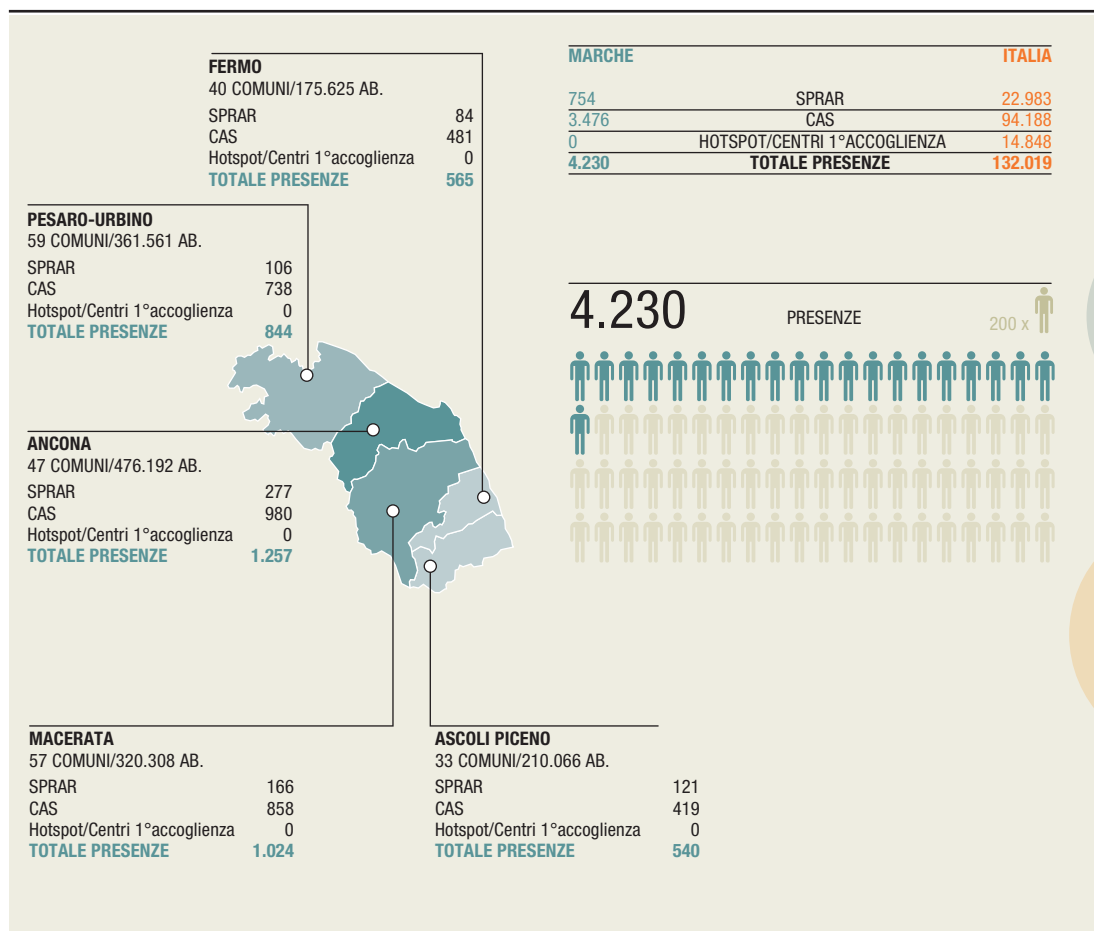 FERMO
40 COMUNI/175.625 AB.
SPRAR 84
CAS 481
Hotspot/Centri 1°accoglienza 0
TOTALE PRESENZE 565
MARCHE ITALIA
754 SPRAR 22.983
3.476 CAS 94.188
0 HOTSPOT/CENTRI 1°ACCOGLIENZA 14.848
4.230 TOTALE PRESENZE 132.019
PESARO-URBINO
59 COMUNI/361.561 AB.
SPRAR 106
CAS 738
Hotspot/Centri 1°accoglienza 0
TOTALE PRESENZE 844
4.230 PRESENZE 200 x
ANCONA
47 COMUNI/476.192 AB.
SPRAR 277
CAS 980
Hotspot/Centri 1°accoglienza 0
TOTALE PRESENZE 1.257
MACERATA
57 COMUNI/320.308 AB.
SPRAR 166
CAS 858
Hotspot/Centri 1°accoglienza 0
TOTALE PRESENZE 1.024
ASCOLI PICENO
33 COMUNI/210.066 AB.
SPRAR 121
CAS 419
Hotspot/Centri 1°accoglienza 0
TOTALE PRESENZE 540